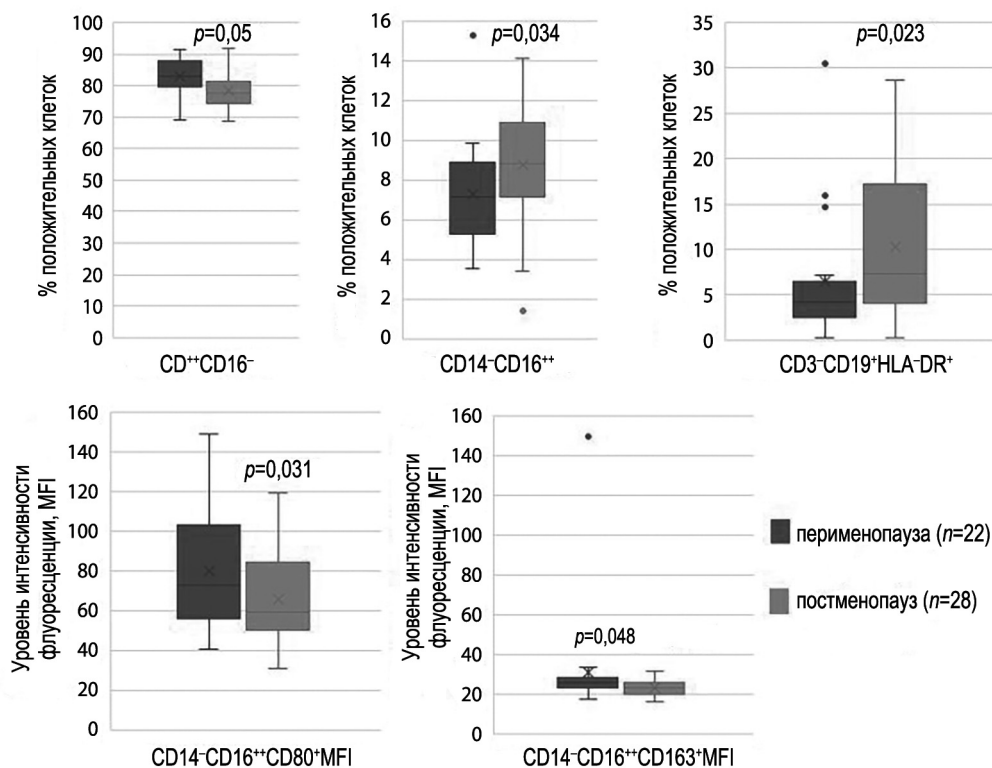 p=0,05
100
90
80
70
60
50
40
30
20
10
0
% положительных клеток
CD⁺⁺CD16⁻
p=0,034
16
14
12
10
8
6
4
2
0
% положительных клеток
CD14⁻CD16⁺⁺
p=0,023
35
30
25
20
15
10
5
0
% положительных клеток
CD3⁻CD19⁺HLA⁻DR⁺
p=0,031
160
140
120
100
80
60
40
20
0
Уровень интенсивности
флуоресценции, MFI
CD14⁻CD16⁺⁺CD80⁺MFI
160
140
120
100
80
60
40
20
0
Уровень интенсивности
флуоресценции, MFI
p=0,048
CD14⁻CD16⁺⁺CD163⁺MFI
перименопауза (n=22)
постменопауз (n=28)